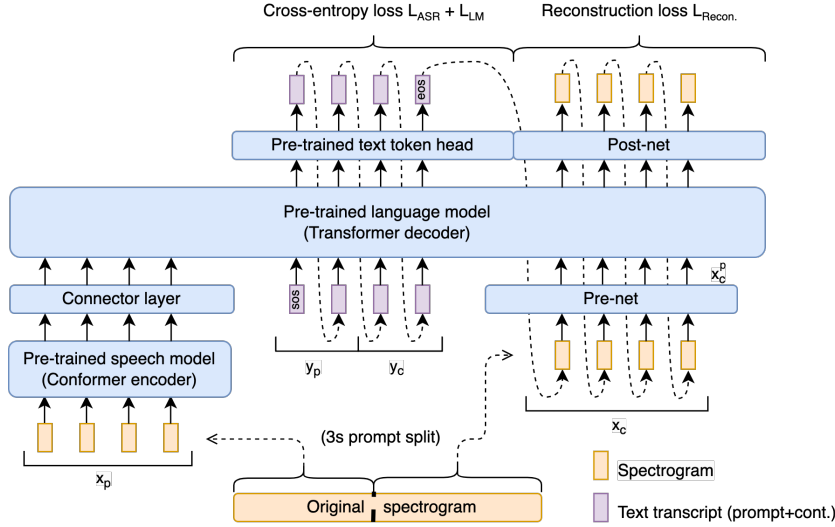 Cross-entropy loss L_ASR + L_LM
Reconstruction loss L_Recon.
eos
Pre-trained text token head
Post-net
Pre-trained language model
(Transformer decoder)
x_c^p
Connector layer
sos
Pre-net
Pre-trained speech model
(Conformer encoder)
y_p
y_c
x_c
(3s prompt split)
x_p
Spectrogram
Original spectrogram
Text transcript (prompt+cont.)